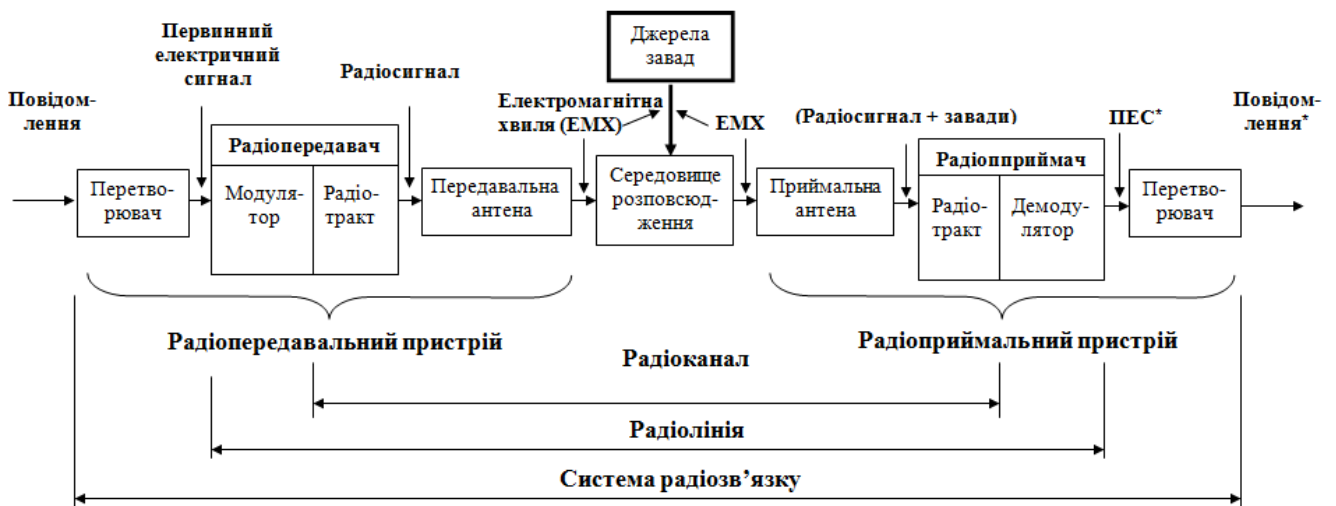 Джерела
завад
Первинний
електричний
сигнал
Радіосигнал
Повідом-
лення
Електромагнітна
хвиля (ЕМХ)
ЕМХ
(Радіосигнал + завади)
ПЕС*
Повідом-
лення*
Перетво-
рювач
Радіопередавач
Модуля-
тор
Радіо-
тракт
Передавальна
антена
Середовище
розповсюд-
ження
Приймальна
антена
Радіопприймач
Радіо-
тракт
Демоду-
лятор
Перетво-
рювач
Радіопередавальний пристрій
Радіоприймальний пристрій
Радіоканал
Радіолінія
Система радіозв’язку